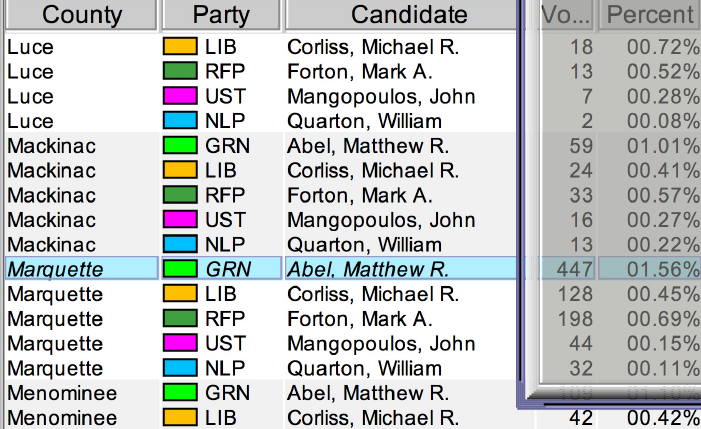 County Party Candidate Vo... Percent
Luce LIB Corliss, Michael R. 18 00.72%
Luce RFP Forton, Mark A. 13 00.52%
Luce UST Mangopoulos, John 7 00.28%
Luce NLP Quarton, William 2 00.08%
Mackinac GRN Abel, Matthew R. 59 01.01%
Mackinac LIB Corliss, Michael R. 24 00.41%
Mackinac RFP Forton, Mark A. 33 00.57%
Mackinac UST Mangopoulos, John 16 00.27%
Mackinac NLP Quarton, William 13 00.22%
Marquette GRN Abel, Matthew R. 447 01.56%
Marquette LIB Corliss, Michael R. 128 00.45%
Marquette RFP Forton, Mark A. 198 00.69%
Marquette UST Mangopoulos, John 44 00.15%
Marquette NLP Quarton, William 32 00.11%
Menominee GRN Abel, Matthew R.
Menominee LIB Corliss, Michael R. 42 00.42%